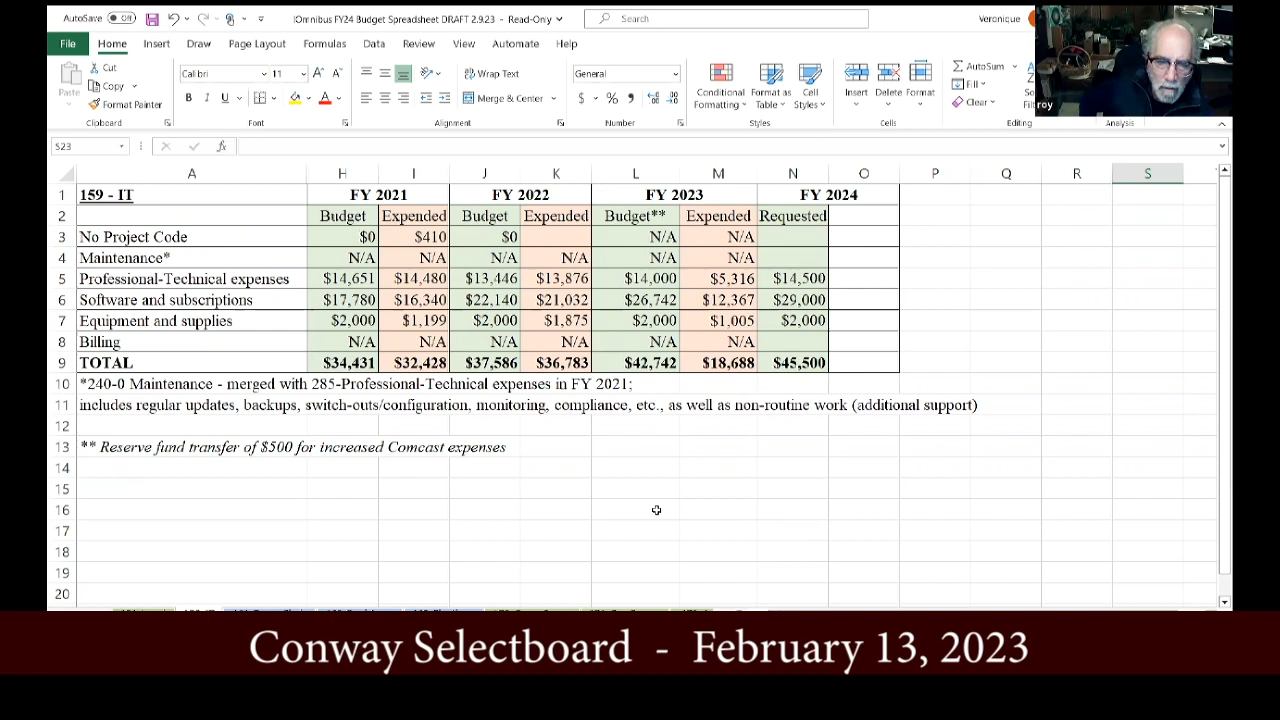 AutoSave Off !Omnibus FY24 Budget Spreadsheet DRAFT 2.9.23 - Read-Only Search Veronique
File Home Insert Draw Page Layout Formulas Data Review View Automate Help
Paste Cut Copy Format Painter
Clipboard
Calibri 11 A A
B I U A
Font
Wrap Text
Merge & Center
Alignment
General
$ % ,
Number
Conditional Formatting Format as Table Cell Styles
Styles
Insert Delete Format
Cells
AutoSum
Fill
Clear
Editing
Analysis
roy
S23 fx
A H I J K L M N O P Q R S
1 159 - IT FY 2021 FY 2022 FY 2023 FY 2024
2 Budget Expended Budget Expended Budget** Expended Requested
3 No Project Code $0 $410 $0 N/A N/A
4 Maintenance* N/A N/A N/A N/A N/A N/A
5 Professional-Technical expenses $14,651 $14,480 $13,446 $13,876 $14,000 $5,316 $14,500
6 Software and subscriptions $17,780 $16,340 $22,140 $21,032 $26,742 $12,367 $29,000
7 Equipment and supplies $2,000 $1,199 $2,000 $1,875 $2,000 $1,005 $2,000
8 Billing N/A N/A N/A N/A N/A N/A
9 TOTAL $34,431 $32,428 $37,586 $36,783 $42,742 $18,688 $45,500
10 *240-0 Maintenance - merged with 285-Professional-Technical expenses in FY 2021;
11 includes regular updates, backups, switch-outs/configuration, monitoring, compliance, etc., as well as non-routine work (additional support)
12
13 ** Reserve fund transfer of $500 for increased Comcast expenses
14
15
16
17
18
19
20
Conway Selectboard - February 13, 2023